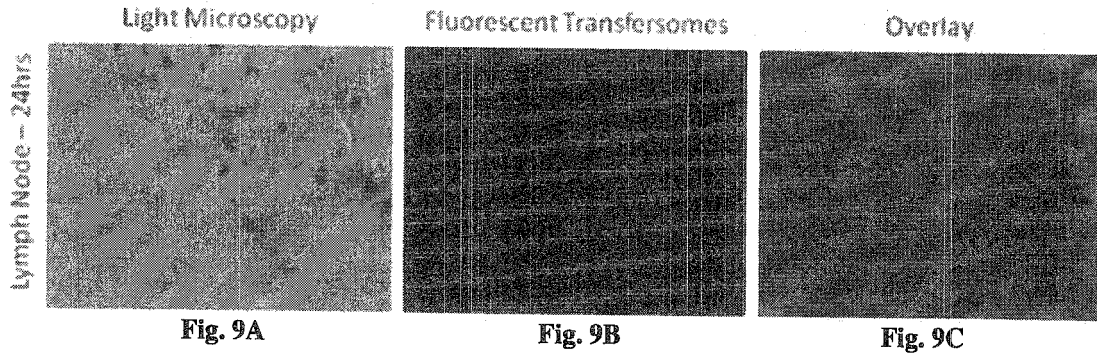 Light Microscopy
Fluorescent Transfersomes
Overlay
Lymph Node – 24hrs
Fig. 9A
Fig. 9B
Fig. 9C